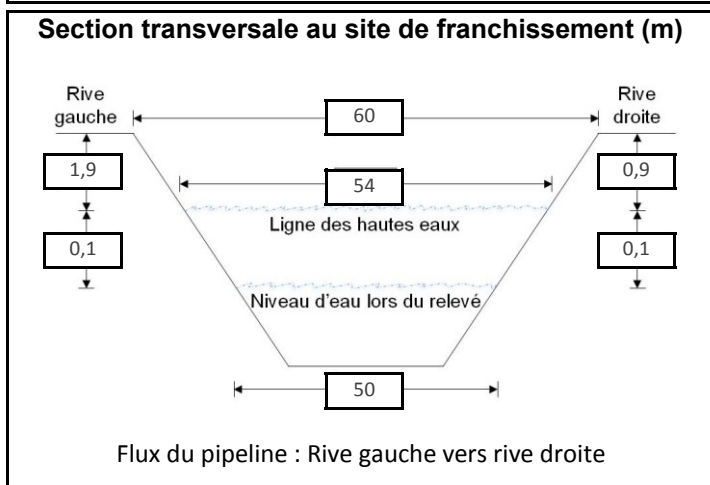 Section transversale au site de franchissement (m)
Rive gauche
Rive droite
60
1,9
0,9
54
Ligne des hautes eaux
0,1
0,1
Niveau d'eau lors du relevé
50
Flux du pipeline : Rive gauche vers rive droite